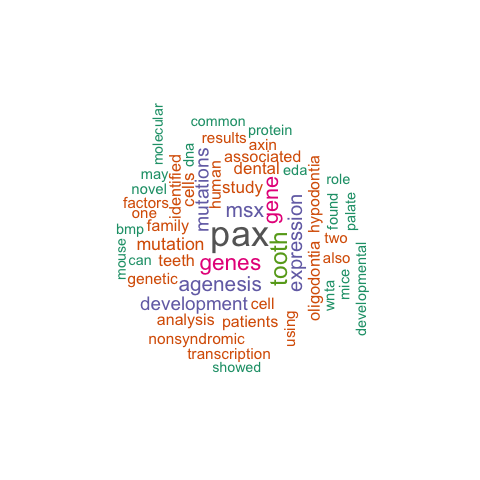 molecular
common
protein
results
axin
dna
associated
may
identified
human
dental
eda
novel
cells
mutations
study
gene
hypodontia
role
factors
one
msx
expression
found
palate
bmp
family
pax
tooth
two
mutation
genes
mouse
can
teeth
also
genetic
agenesis
oligodontia
wnta
mice
developmental
development
cell
analysis
patients
using
nonsyndromic
transcription
showed